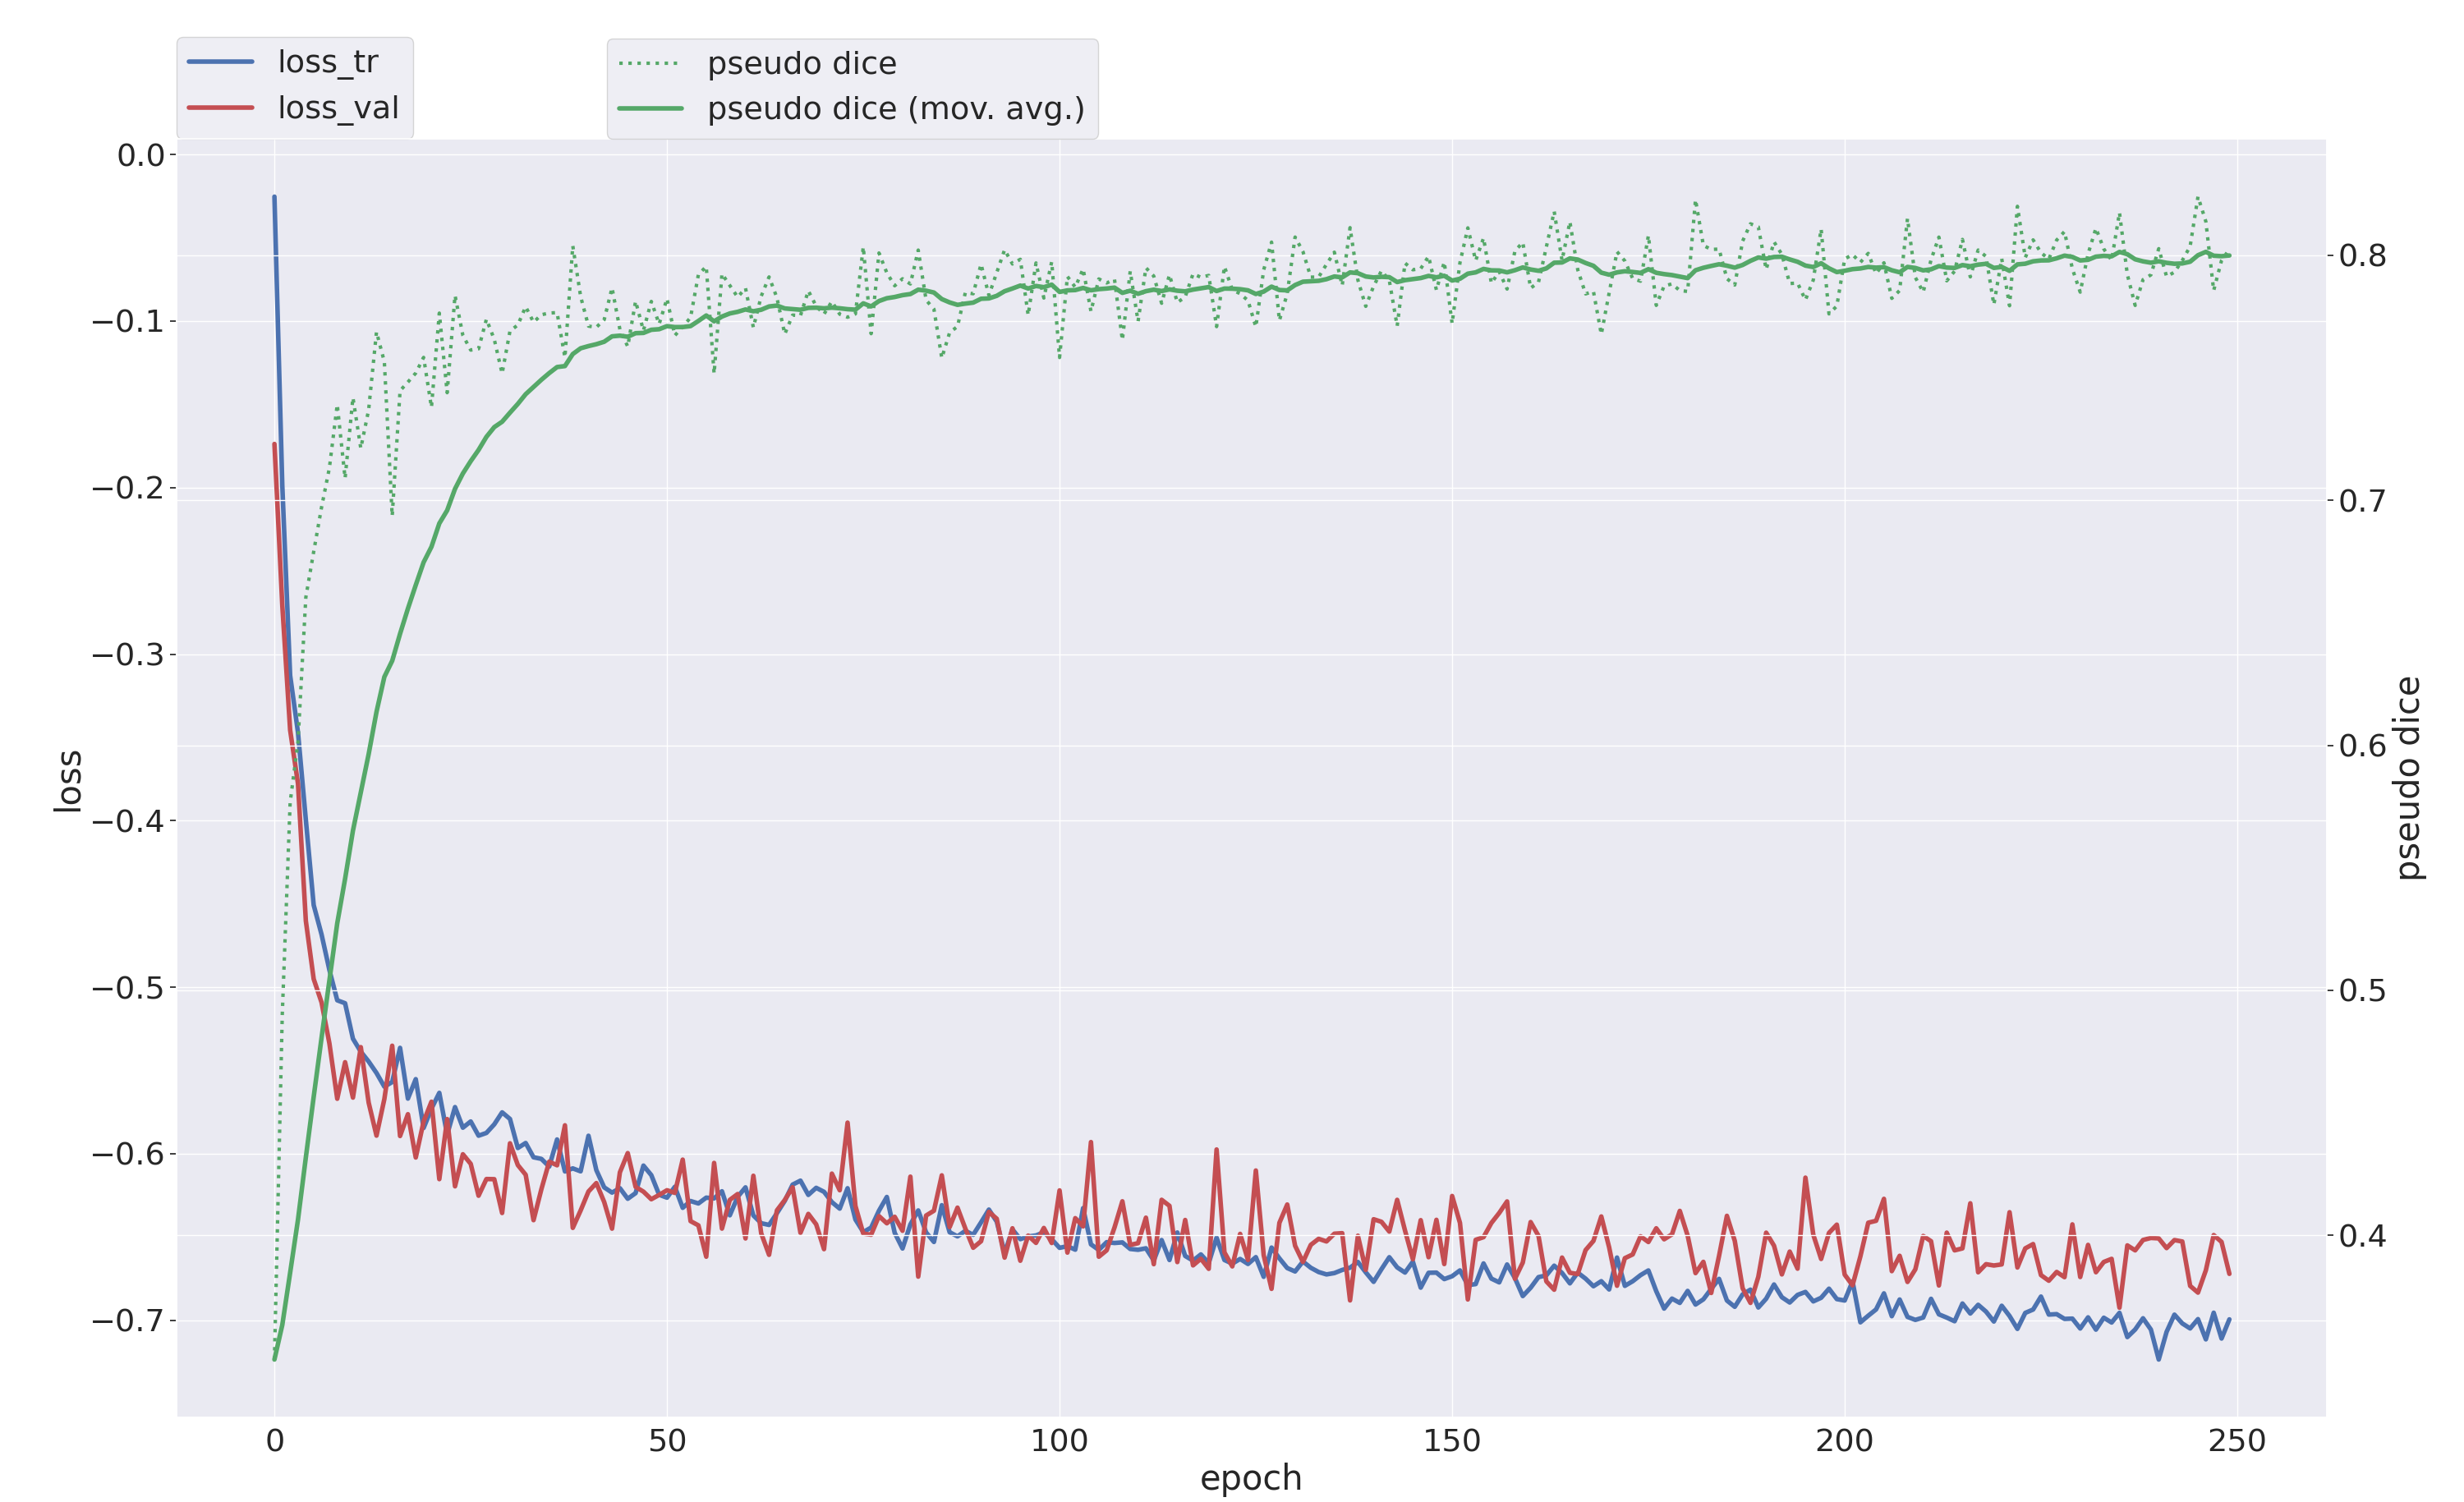 loss_tr
loss_val
pseudo dice
pseudo dice (mov. avg.)
0.0
−0.1
−0.2
−0.3
−0.4
−0.5
−0.6
−0.7
loss
0.8
0.7
0.6
0.5
0.4
pseudo dice
0
50
100
150
200
250
epoch